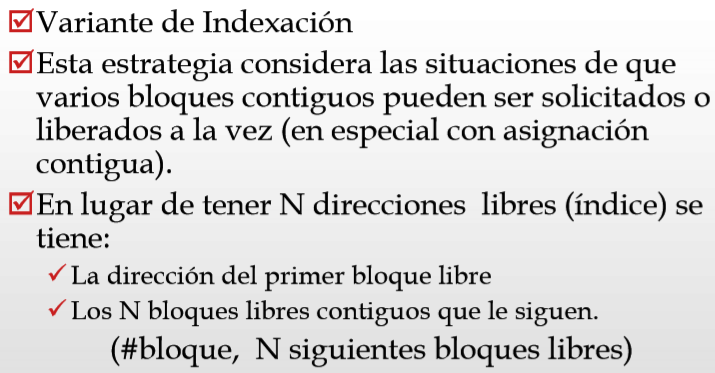 Variante de Indexación
Esta estrategia considera las situaciones de que
varios bloques contiguos pueden ser solicitados o
liberados a la vez (en especial con asignación
contigua).
En lugar de tener N direcciones libres (índice) se
tiene:
La dirección del primer bloque libre
Los N bloques libres contiguos que le siguen.
(#bloque, N siguientes bloques libres)